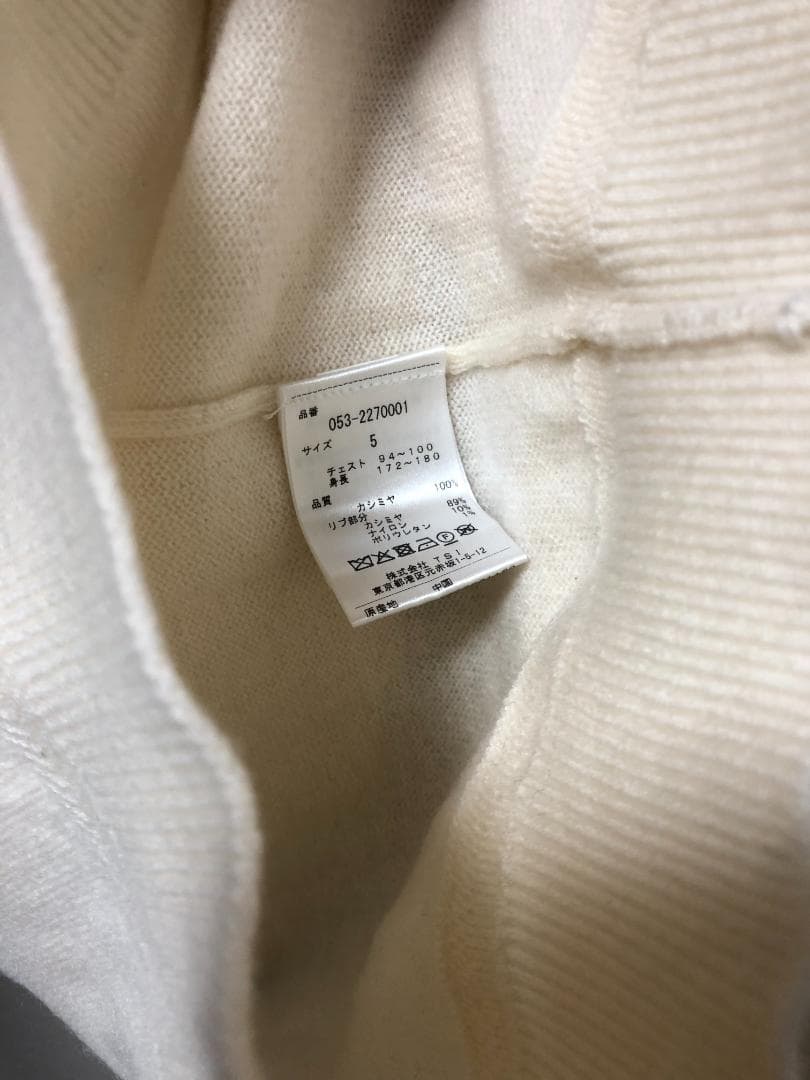 品番 053-2270001
サイズ 5
チェスト 94～100
身長 172～180
品質 カシミヤ 100%
リブ部分 カシミヤ 89%
ナイロン 10%
ポリウレタン 1%
F
株式会社 TSI
東京都港区元赤坂1-5-12
原産地 中国